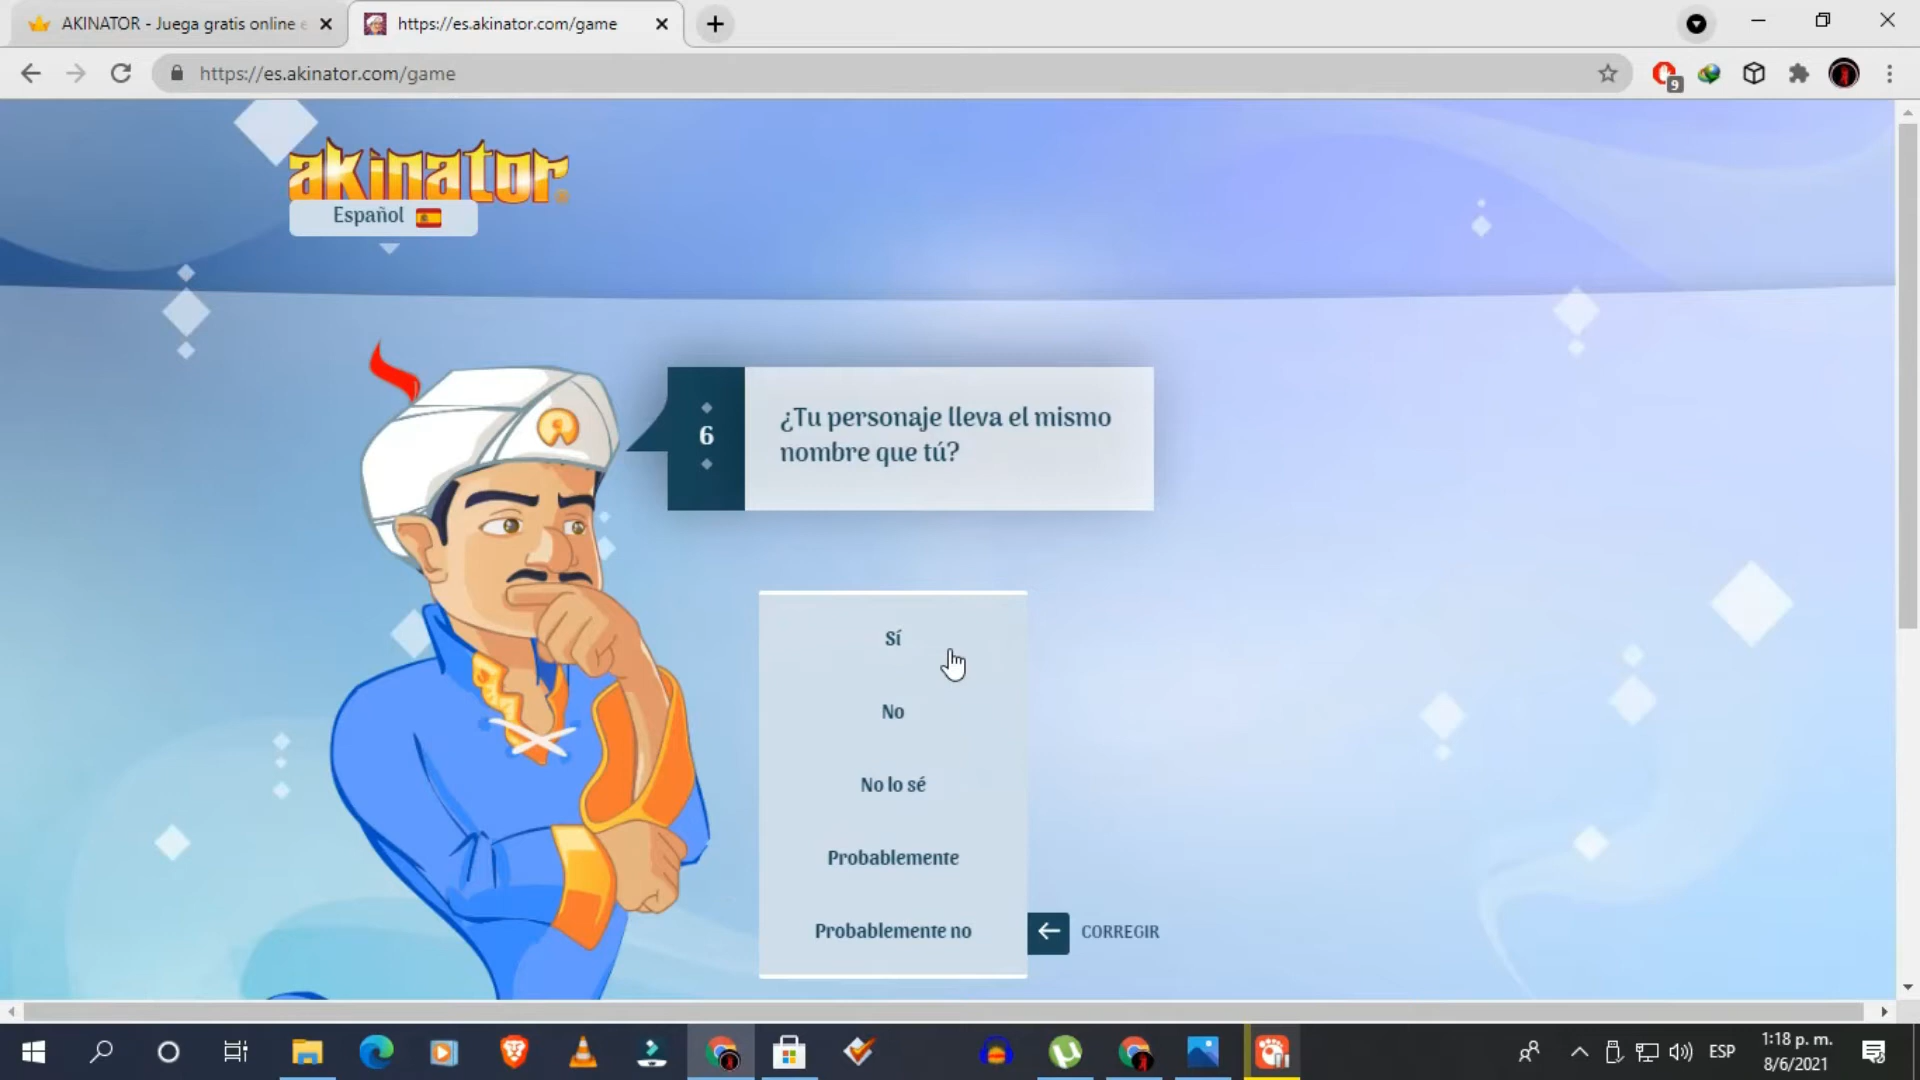 AKINATOR - Juega gratis online e
https://es.akinator.com/game
https://es.akinator.com/game
9
akinator
Español
6
¿Tu personaje lleva el mismo
nombre que tú?
Sí
No
No lo sé
Probablemente
Probablemente no
CORREGIR
ESP
1:18 p. m.
8/6/2021